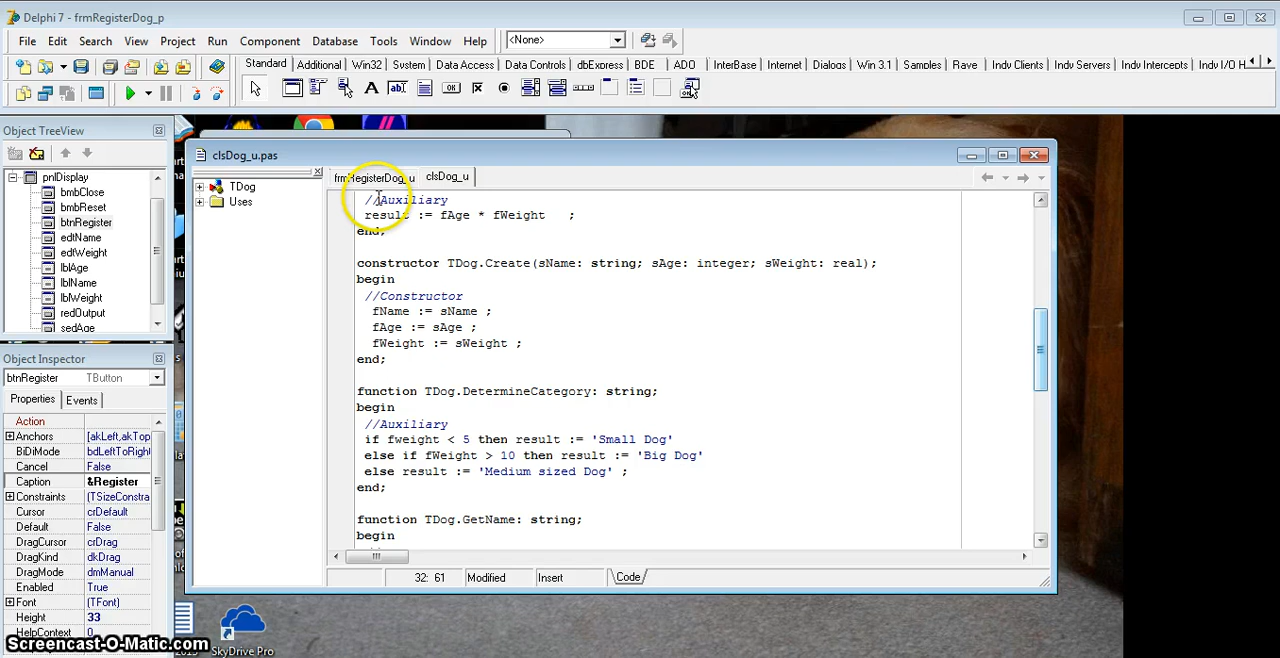 Delphi 7 - frmRegisterDog_p
File Edit Search View Project Run Component Database Tools Window Help <None>
Standard Additional Win32 System Data Access Data Controls dbExpress BDE ADO InterBase Internet Dialogs Win 3.1 Samples Rave Indy Clients Indy Servers Indy Intercepts Indy I/O H
Object TreeView
pnlDisplay
bmbClose
bmbReset
btnRegister
edtName
edtWeight
lblAge
lblName
lblWeight
redOutput
sedAge
Object Inspector
btnRegister TButton
Properties Events
Action
Anchors [akLeft,akTop
BiDiMode bdLeftToRigh
Cancel False
Caption &Register
Constraints (TSizeConstra
Cursor crDefault
Default False
DragCursor crDrag
DragKind dkDrag
DragMode dmManual
Enabled True
Font (TFont)
Height 33
HelpContext 0
clsDog_u.pas
TDog
Uses
frmRegisterDog_u clsDog_u
//Auxiliary
result := fAge * fWeight ;
end;
constructor TDog.Create(sName: string; sAge: integer; sWeight: real);
begin
//Constructor
fName := sName ;
fAge := sAge ;
fWeight := sWeight ;
end;
function TDog.DetermineCategory: string;
begin
//Auxiliary
if fweight < 5 then result := 'Small Dog'
else if fWeight > 10 then result := 'Big Dog'
else result := 'Medium sized Dog' ;
end;
function TDog.GetName: string;
begin
32: 61 Modified Insert Code
SkyDrive Pro
Screencast-O-Matic.com